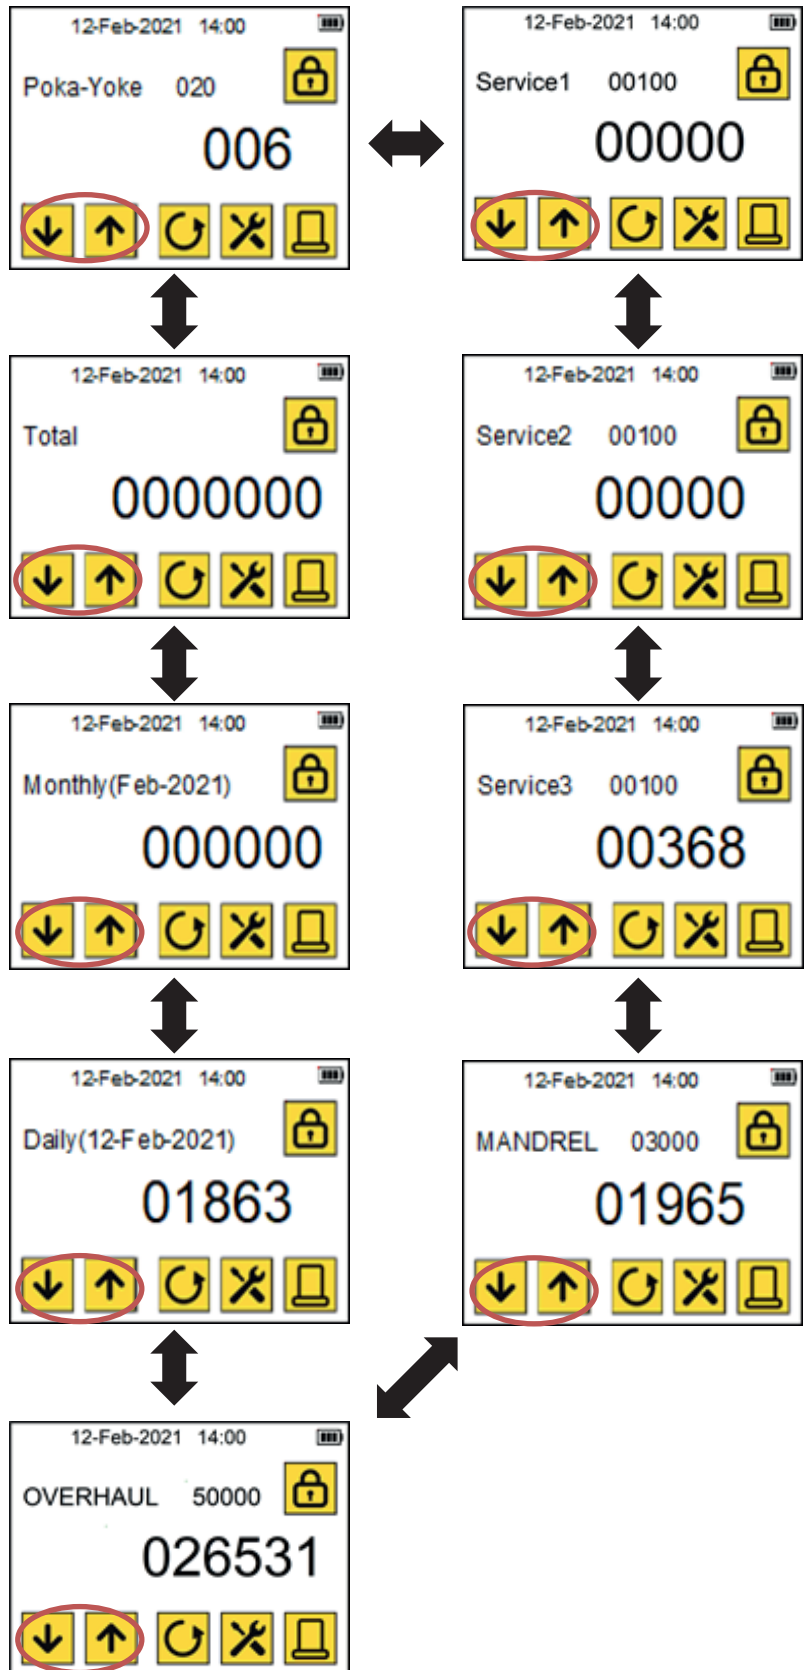 12-Feb-2021 14:00
Poka-Yoke 020
006
12-Feb-2021 14:00
Service1 00100
00000
12-Feb-2021 14:00
Total
0000000
12-Feb-2021 14:00
Service2 00100
00000
12-Feb-2021 14:00
Monthly(Feb-2021)
000000
12-Feb-2021 14:00
Service3 00100
00368
12-Feb-2021 14:00
Daily(12-Feb-2021)
01863
12-Feb-2021 14:00
MANDREL 03000
01965
12-Feb-2021 14:00
OVERHAUL 50000
026531